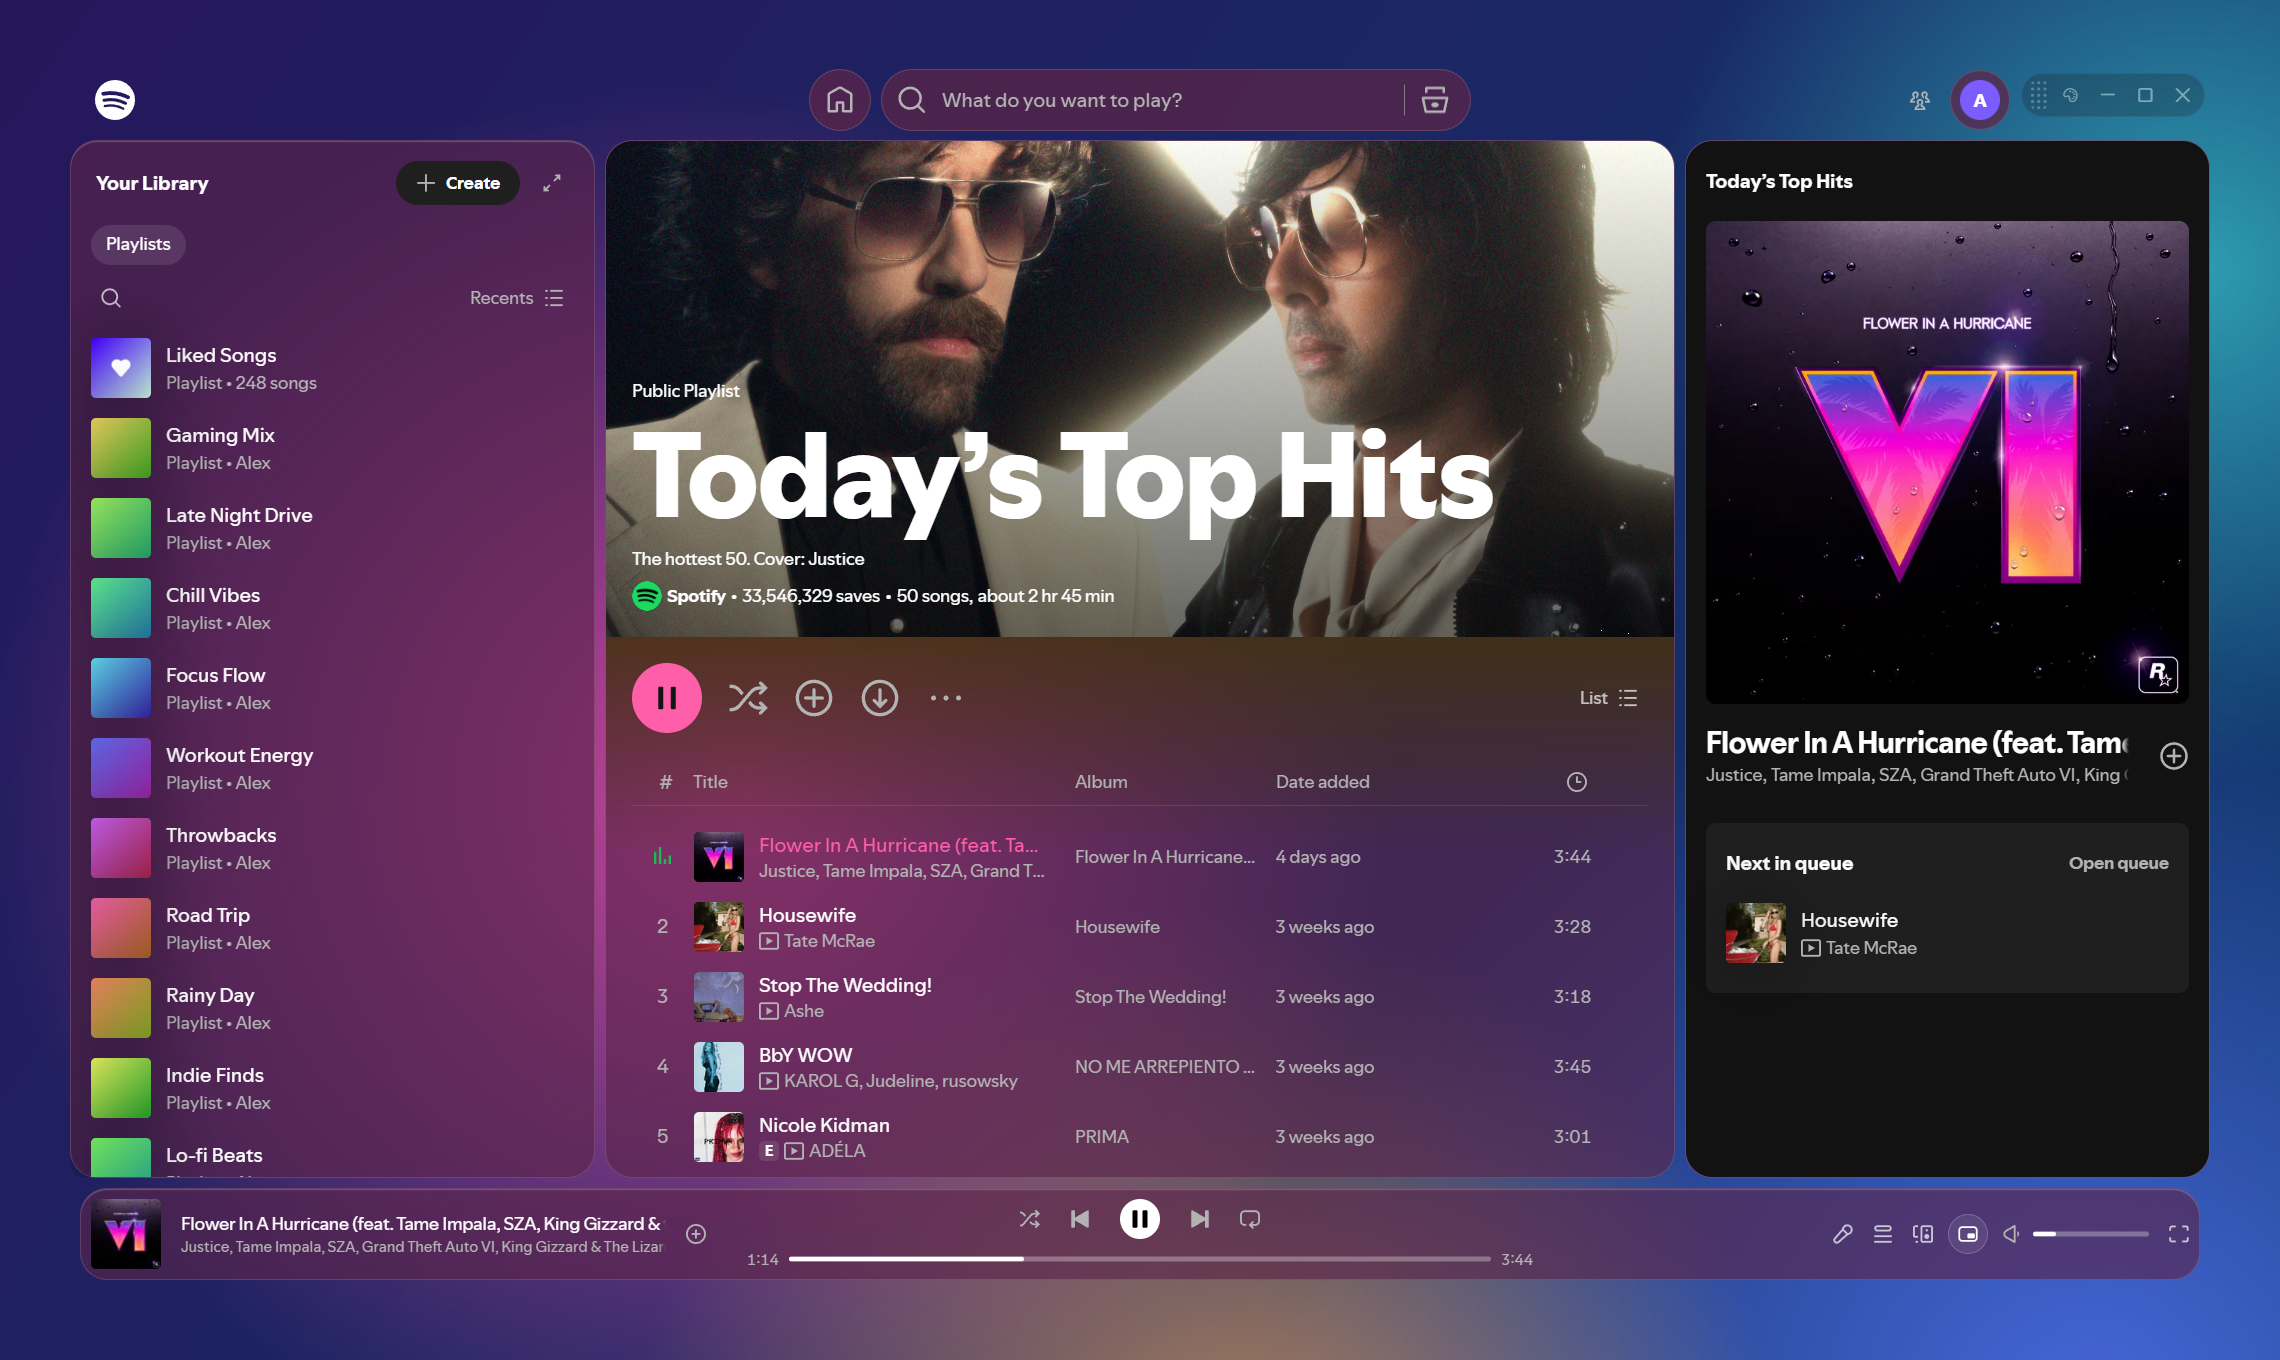 What do you want to play?
A
Your Library
Create
Playlists
Recents
Liked Songs
Playlist • 248 songs
Gaming Mix
Playlist • Alex
Late Night Drive
Playlist • Alex
Chill Vibes
Playlist • Alex
Focus Flow
Playlist • Alex
Workout Energy
Playlist • Alex
Throwbacks
Playlist • Alex
Road Trip
Playlist • Alex
Rainy Day
Playlist • Alex
Indie Finds
Playlist • Alex
Lo-fi Beats
Public Playlist
Today's Top Hits
The hottest 50. Cover: Justice
Spotify • 33,546,329 saves • 50 songs, about 2 hr 45 min
List
# Title Album Date added
Flower In A Hurricane (feat. Ta...
Justice, Tame Impala, SZA, Grand T...
Flower In A Hurricane...
4 days ago
3:44
2
Housewife
Tate McRae
Housewife
3 weeks ago
3:28
3
Stop The Wedding!
Ashe
Stop The Wedding!
3 weeks ago
3:18
4
BbY WOW
KAROL G, Judeline, rusowsky
NO ME ARREPIENTO ...
3 weeks ago
3:45
5
Nicole Kidman
E ADÉLA
PRIMA
PRIMA
3 weeks ago
3:01
Today's Top Hits
FLOWER IN A HURRICANE
VI
R
Flower In A Hurricane (feat. Tame
Justice, Tame Impala, SZA, Grand Theft Auto VI, King
Next in queue
Open queue
Housewife
Tate McRae
VI
Flower In A Hurricane (feat. Tame Impala, SZA, King Gizzard &
Justice, Tame Impala, SZA, Grand Theft Auto VI, King Gizzard & The Lizar
1:14
3:44